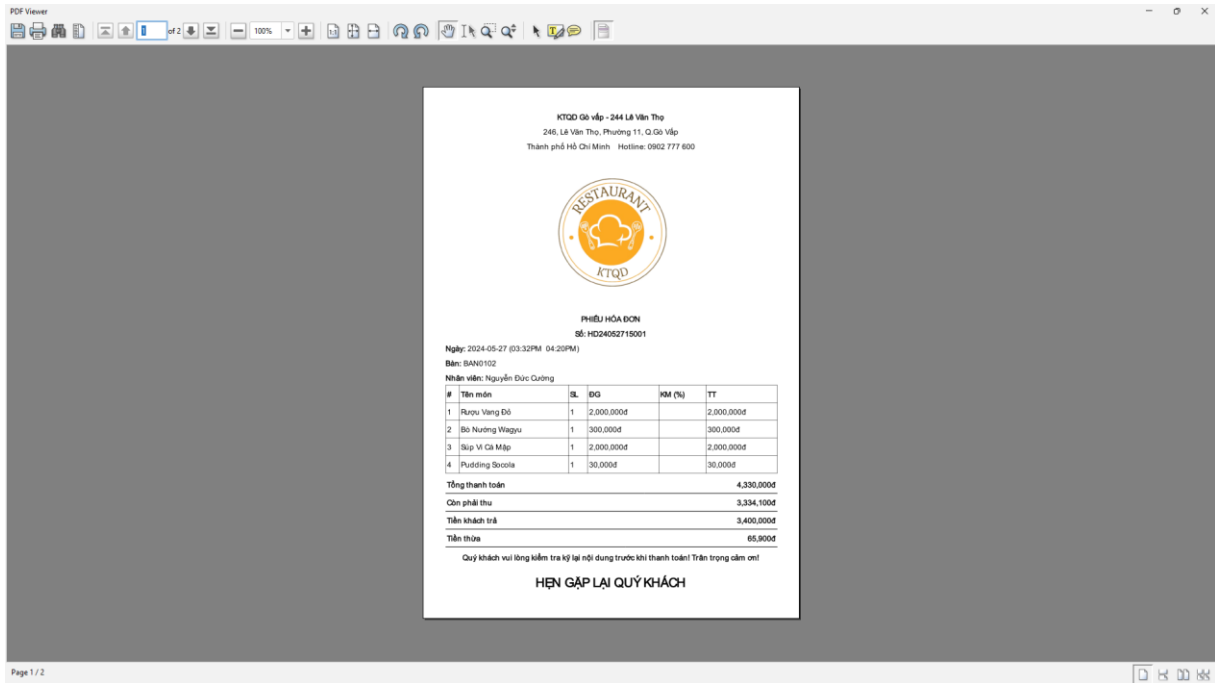 PDF Viewer
1 of 2 100%
KTQD Gò vấp - 244 Lê Văn Thọ
246, Lê Văn Thọ, Phường 11, Q.Gò Vấp
Thành phố Hồ Chí Minh Hotline: 0902 777 600
RESTAURANT
KTQD
PHIẾU HÓA ĐƠN
Số: HD24052715001
Ngày: 2024-05-27 (03:32PM 04:20PM)
Bàn: BAN0102
Nhân viên: Nguyễn Đức Cường
# Tên món SL ĐG KM (%) TT
1 Rượu Vang Đỏ 1 2,000,000đ 2,000,000đ
2 Bò Nướng Wagyu 1 300,000đ 300,000đ
3 Súp Vi Cá Mập 1 2,000,000đ 2,000,000đ
4 Pudding Socola 1 30,000đ 30,000đ
Tổng thanh toán 4,330,000đ
Còn phải thu 3,334,100đ
Tiền khách trả 3,400,000đ
Tiền thừa 65,900đ
Quý khách vui lòng kiểm tra kỹ lại nội dung trước khi thanh toán! Trân trọng cảm ơn!
HẸN GẶP LẠI QUÝ KHÁCH
Page 1 / 2